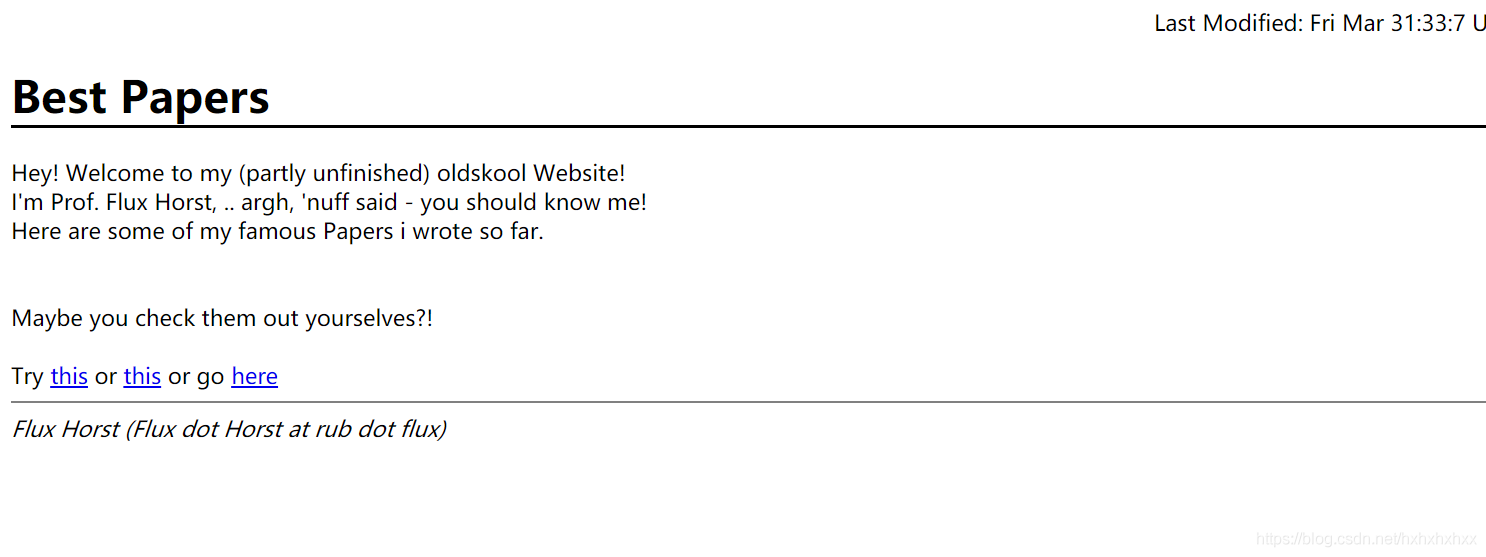 Last Modified: Fri Mar 31:33:7 U
Best Papers
Hey! Welcome to my (partly unfinished) oldskool Website!
I'm Prof. Flux Horst, .. argh, 'nuff said - you should know me!
Here are some of my famous Papers i wrote so far.
Maybe you check them out yourselves?!
Try this or this or go here
Flux Horst (Flux dot Horst at rub dot flux)
https://blog.csdn.net/hxhxhxhxx